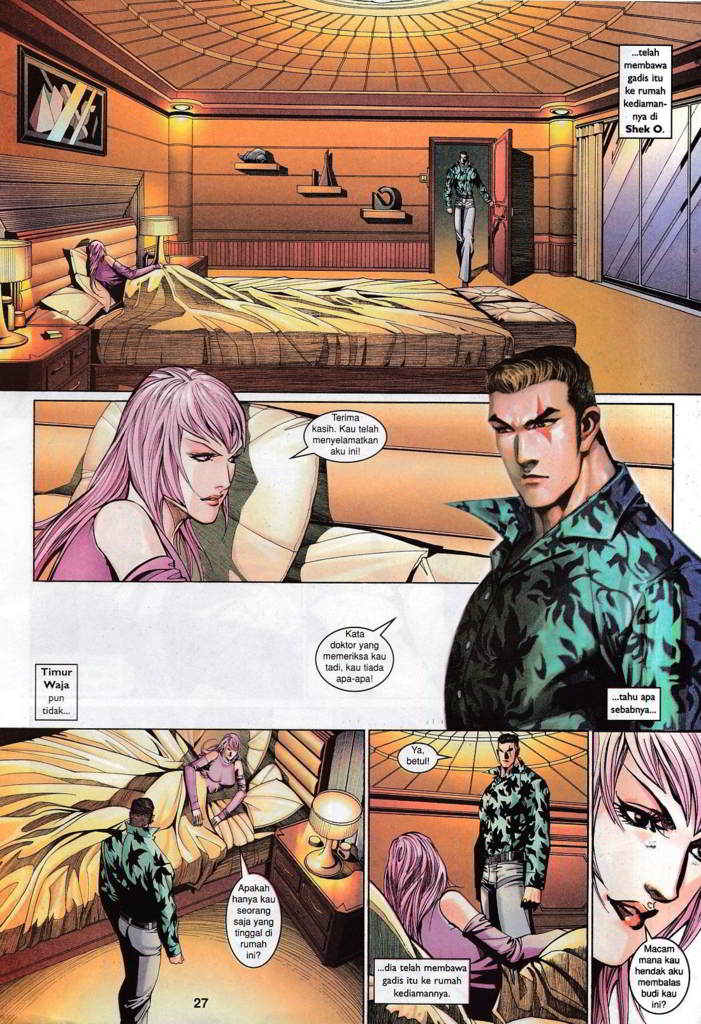 ...telah
membawa
gadis itu
ke rumah
kediaman-
nya di
Shek O.
Terima
kasih. Kau telah
menyelamatkan
aku ini!
Kata
doktor yang
memeriksa kau
tadi, kau tiada
apa-apa!
Timur
Waja
pun
tidak...
...tahu apa
sebabnya...
Apakah
hanya kau
seorang
saja yang
tinggal di
rumah
ini?
Ya,
betul!
...dia telah membawa
gadis itu ke rumah
kediamannya.
Macam
mana kau
hendak aku
membalas
budi kau
ini?
27